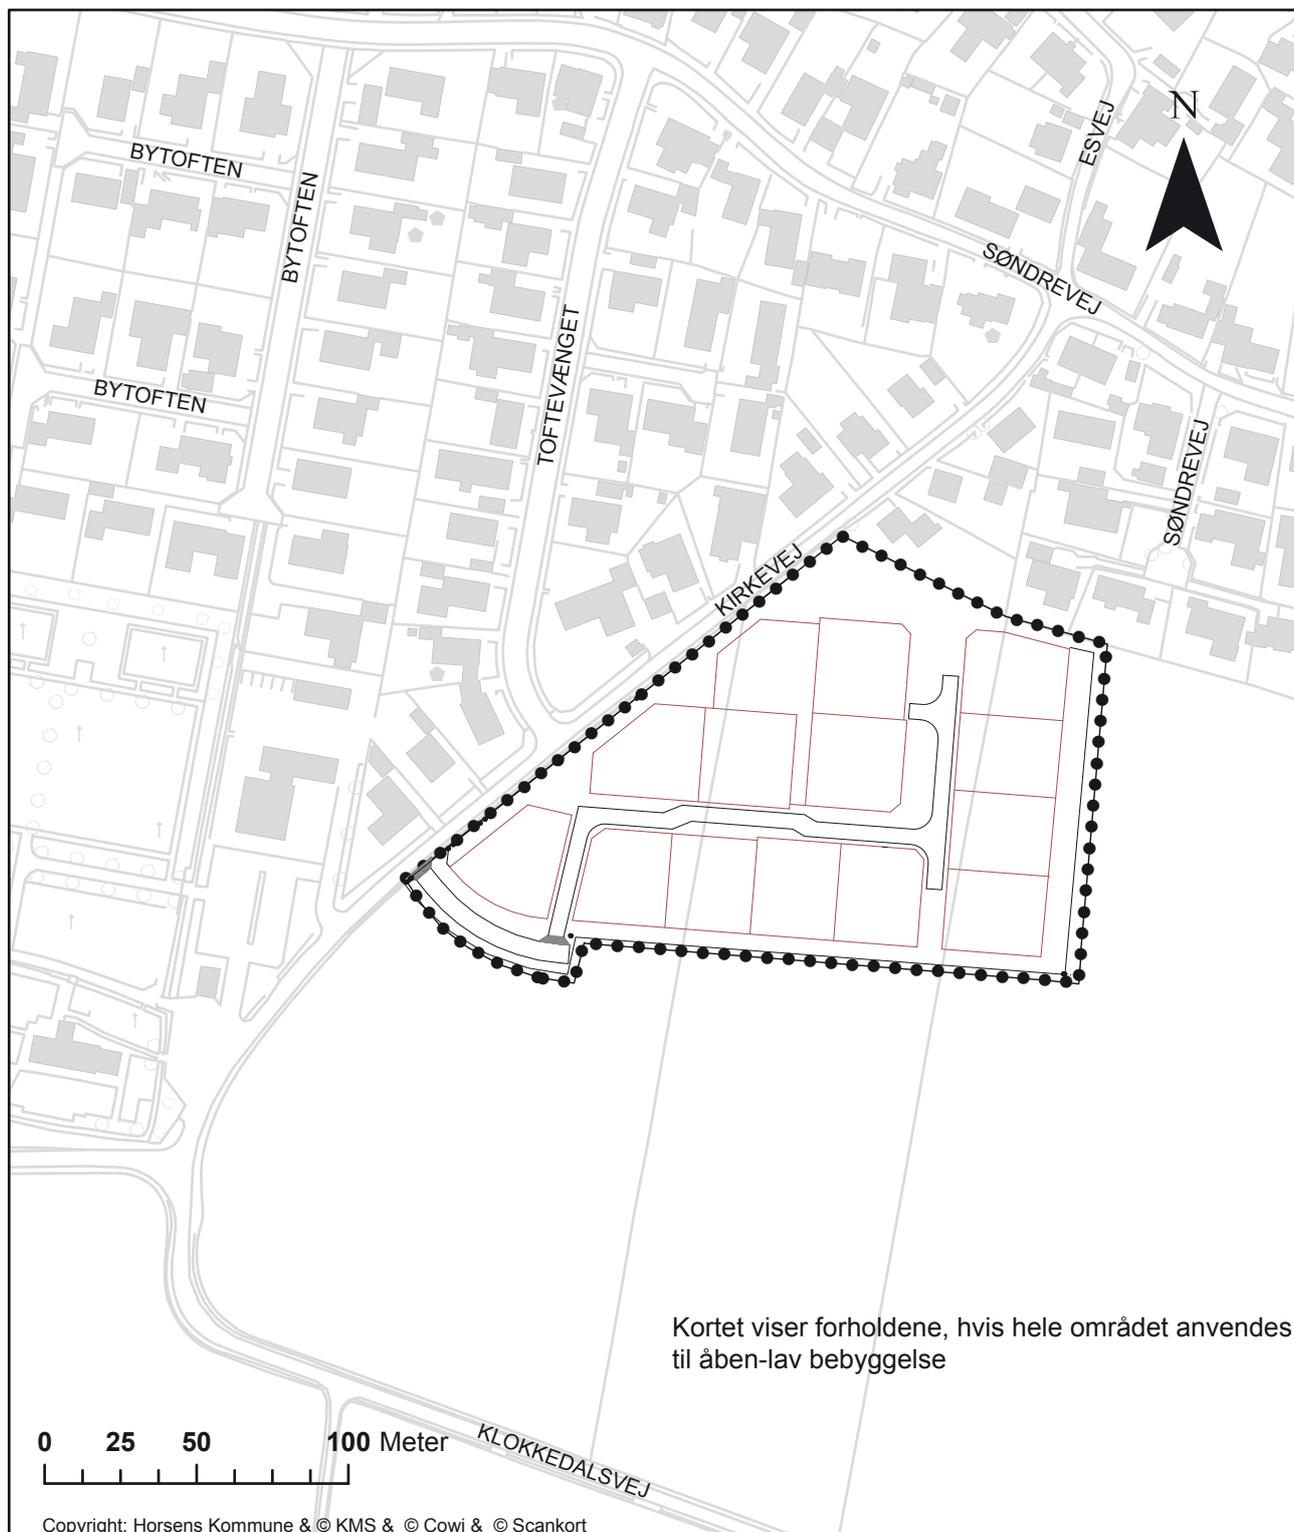 N
ESVEJ
BYTOFTEN
BYTOFTEN
SØNDREVEJ
TOFTEVÆNGET
BYTOFTEN
SØNDREVEJ
KIRKEVEJ
Kortet viser forholdene, hvis hele området anvendes
til åben-lav bebyggelse
0 25 50 100 Meter
KLOKKEDALSVEJ
Copyright: Horsens Kommune & © KMS & © Cowi & © Scankort